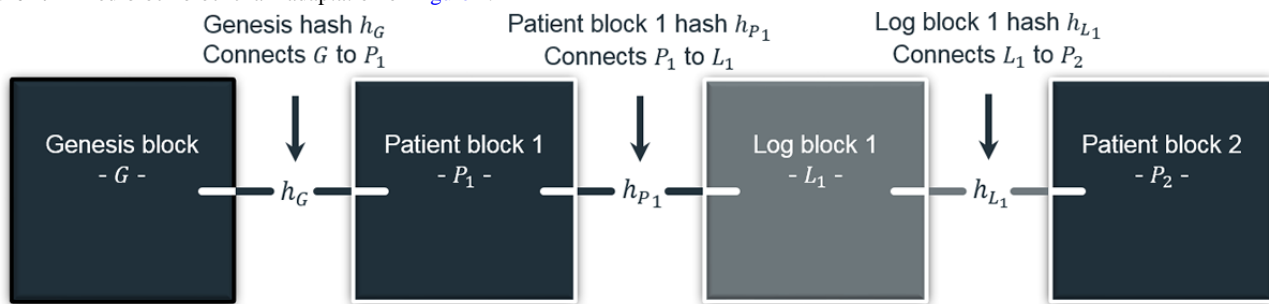 Genesis hash h_G
Connects G to P_1
Patient block 1 hash h_{P_1}
Connects P_1 to L_1
Log block 1 hash h_{L_1}
Connects L_1 to P_2
Genesis block
- G -
h_G
Patient block 1
- P_1 -
h_{P_1}
Log block 1
- L_1 -
h_{L_1}
Patient block 2
- P_2 -